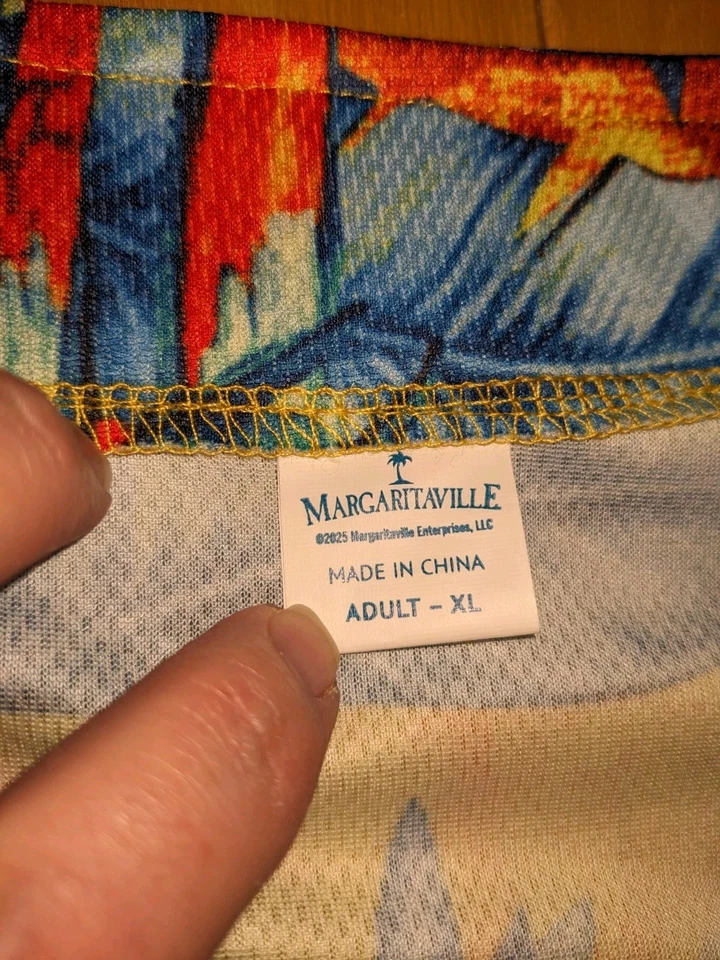 MARGARITAVILLE
©2025 Margaritaville Enterprises, LLC
MADE IN CHINA
ADULT - XL